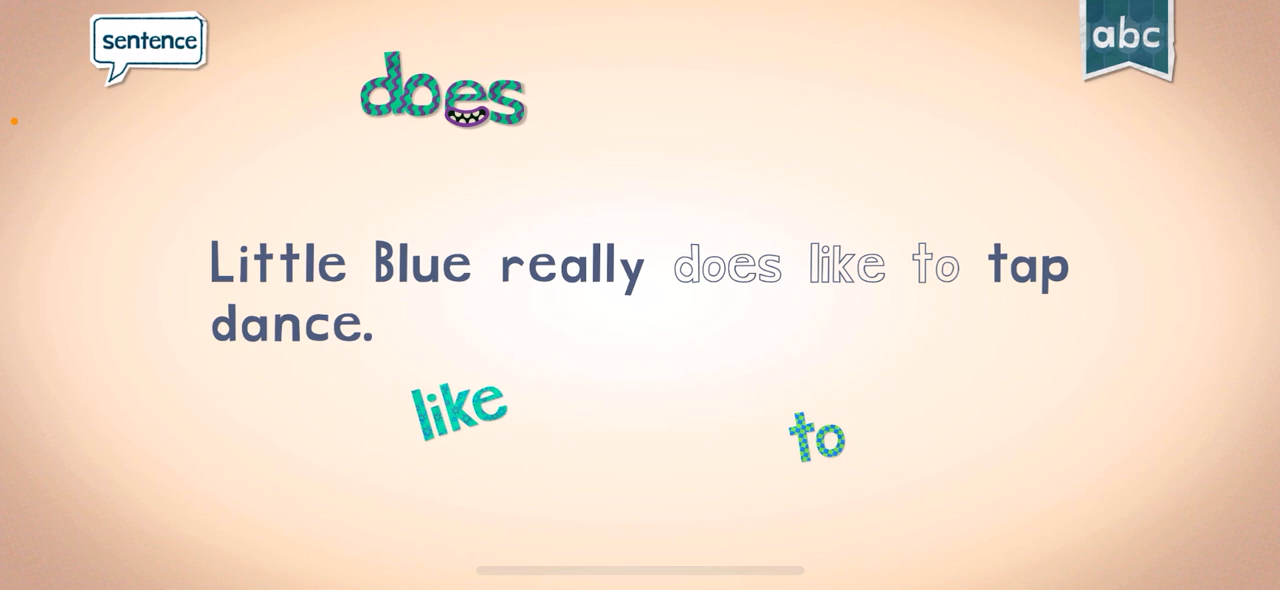 sentence
abc
does
Little Blue really does like to tap
dance.
like
to